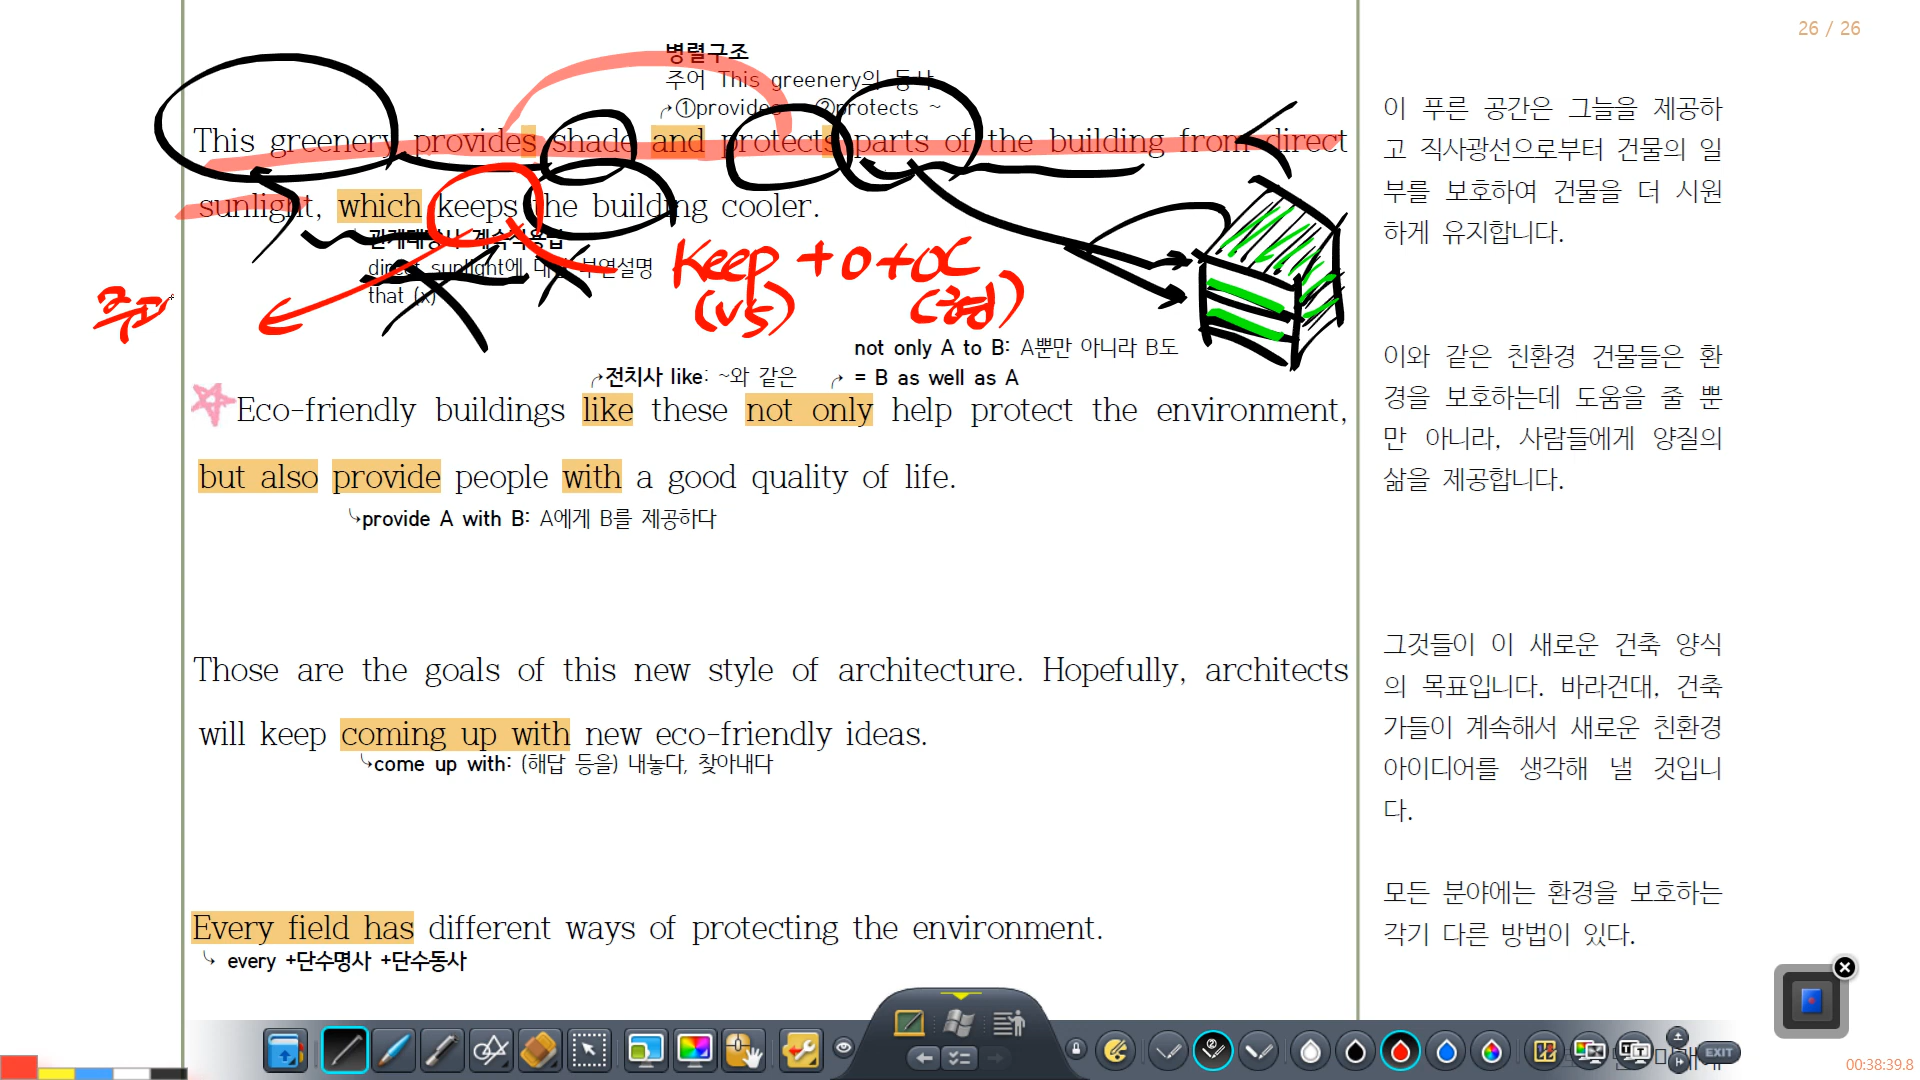 26 / 26
병렬구조
주어 This greenery의 동사
①provides ②protects ~
This greenery provides shade and protects parts of the building from direct
sunlight, which keeps the building cooler.
관계대명사 계속적용법
direct sunlight에 대한 부연설명
that (x)
Keep + O + OC
(V5) (형)
이 푸른 공간은 그늘을 제공하
고 직사광선으로부터 건물의 일
부를 보호하여 건물을 더 시원
하게 유지합니다.
not only A to B: A뿐만 아니라 B도
전치사 like: ~와 같은
= B as well as A
Eco-friendly buildings like these not only help protect the environment,
but also provide people with a good quality of life.
provide A with B: A에게 B를 제공하다
이와 같은 친환경 건물들은 환
경을 보호하는데 도움을 줄 뿐
만 아니라, 사람들에게 양질의
삶을 제공합니다.
Those are the goals of this new style of architecture. Hopefully, architects
will keep coming up with new eco-friendly ideas.
come up with: (해답 등을) 내놓다, 찾아내다
그것들이 이 새로운 건축 양식
의 목표입니다. 바라건대, 건축
가들이 계속해서 새로운 친환경
아이디어를 생각해 낼 것입니
다.
Every field has different ways of protecting the environment.
every +단수명사 +단수동사
모든 분야에는 환경을 보호하는
각기 다른 방법이 있다.
EXIT
00:38:39.8